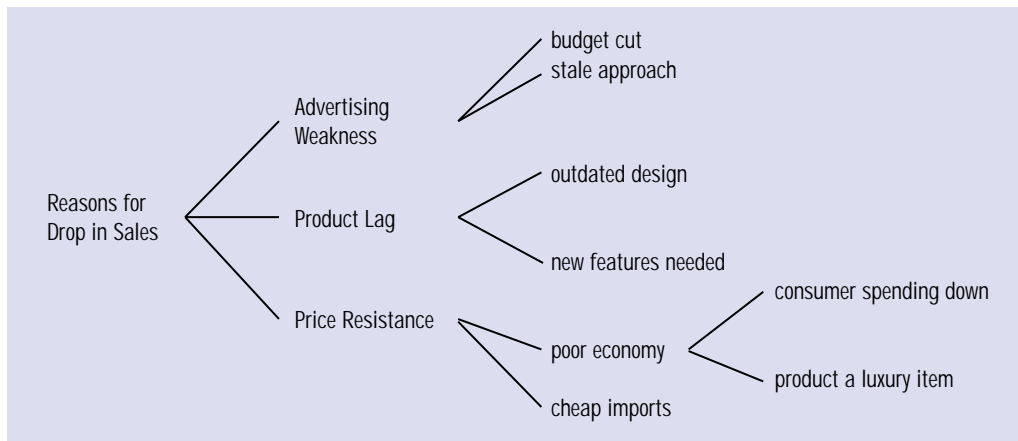 budget cut
stale approach
Advertising
Weakness
outdated design
Reasons for
Drop in Sales
Product Lag
new features needed
consumer spending down
Price Resistance
poor economy
product a luxury item
cheap imports